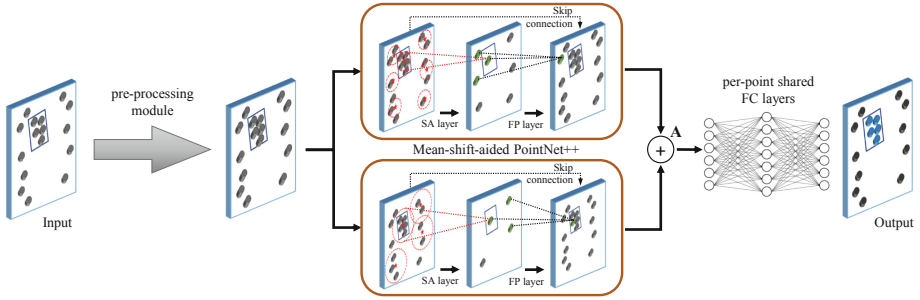 Input
pre-processing
module
Skip
connection
SA layer
FP layer
Mean-shift-aided PointNet++
Skip
connection
SA layer
FP layer
A
+
per-point shared
FC layers
Output